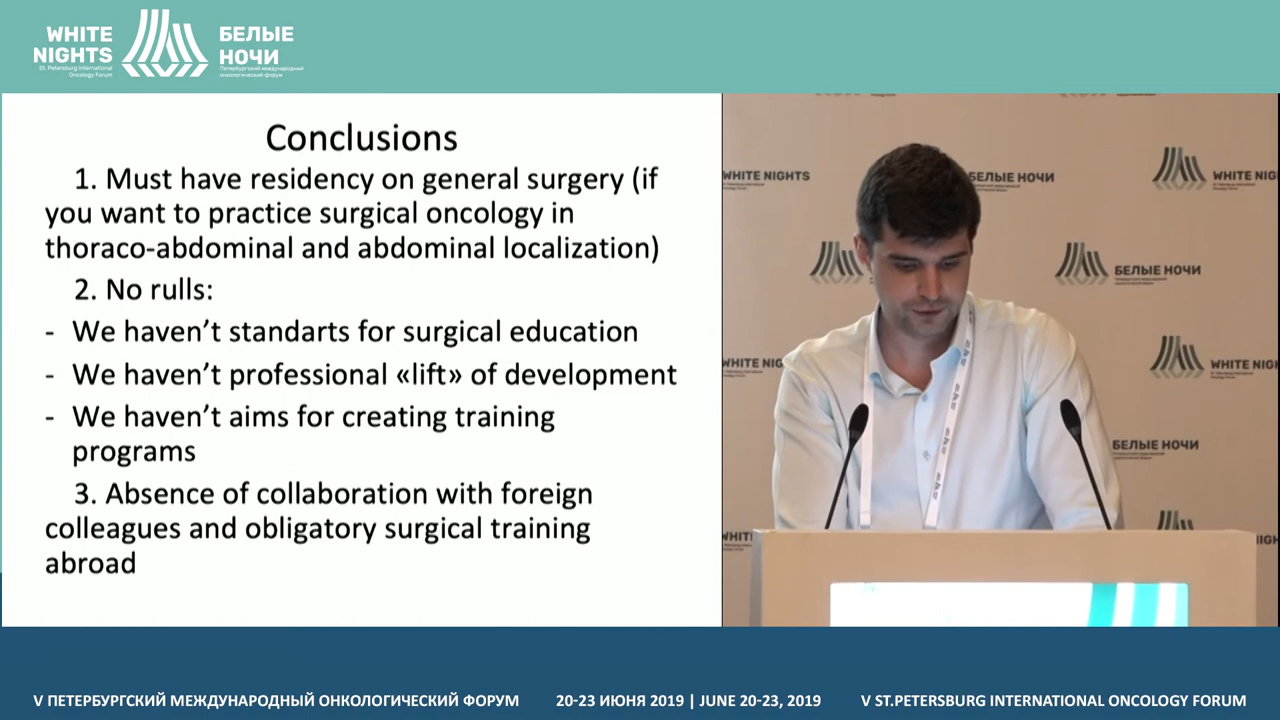 WHITE
NIGHTS
St. Petersburg International
Oncology Forum
БЕЛЫЕ
НОЧИ
Петербургский международный
онкологический форум
Conclusions
1. Must have residency on general surgery (if
you want to practice surgical oncology in
thoraco-abdominal and abdominal localization)
2. No rulls:
- We haven’t standarts for surgical education
- We haven’t professional «lift» of development
- We haven’t aims for creating training
programs
3. Absence of collaboration with foreign
colleagues and obligatory surgical training
abroad
WHITE NIGHTS
БЕЛЫЕ НОЧИ
WHITE NIG
БЕЛЫЕ НОЧИ
WHITE NIG
WHITE NIG
БЕЛЫЕ НОЧИ
V ПЕТЕРБУРГСКИЙ МЕЖДУНАРОДНЫЙ ОНКОЛОГИЧЕСКИЙ ФОРУМ
20-23 ИЮНЯ 2019 | JUNE 20-23, 2019
V ST.PETERSBURG INTERNATIONAL ONCOLOGY FORUM